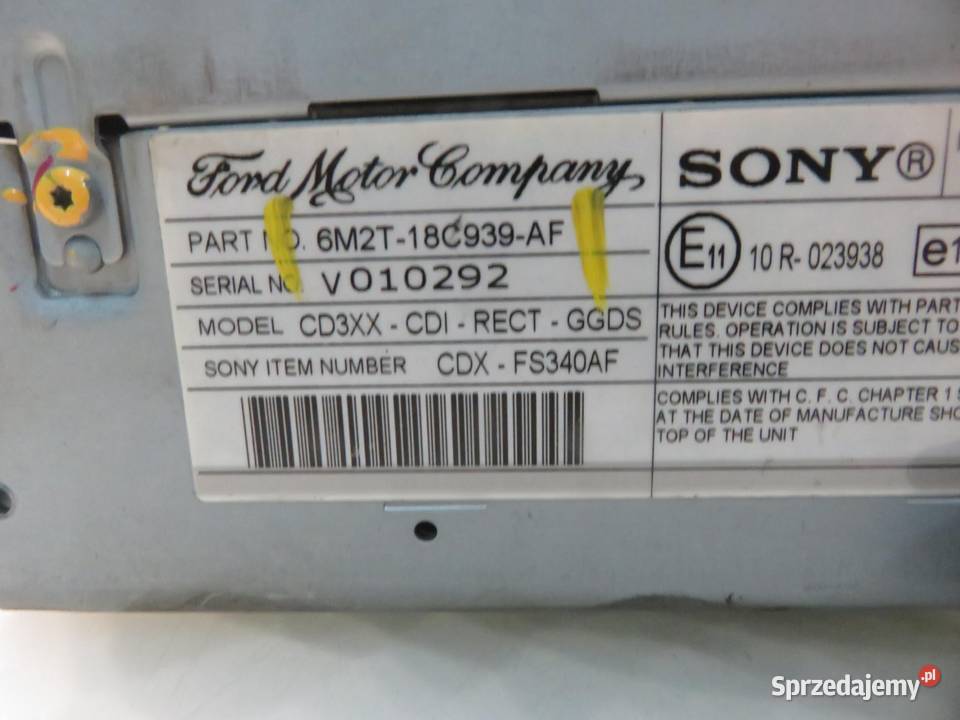 Ford Motor Company
PART NO. 6M2T-18C939-AF
SERIAL NO. V010292
MODEL CD3XX - CDI - RECT - GGDS
SONY ITEM NUMBER CDX - FS340AF
SONY®
E11 10 R- 023938 e1
THIS DEVICE COMPLIES WITH PART
RULES. OPERATION IS SUBJECT TO
THAT THIS DEVICE DOES NOT CAUS
INTERFERENCE
COMPLIES WITH C. F. C. CHAPTER 1
AT THE DATE OF MANUFACTURE SHO
TOP OF THE UNIT
Sprzedajemy.pl